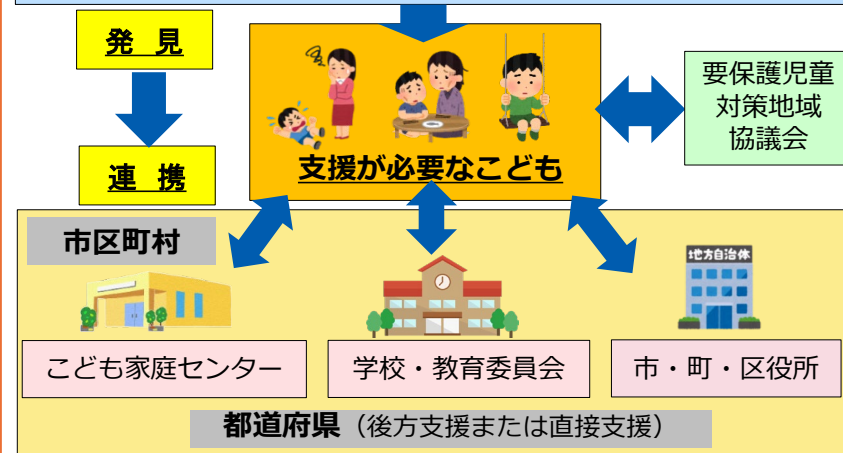 発 見
連 携
支援が必要なこども
要保護児童
対策地域
協議会
市区町村
地方自治体
こども家庭センター
学校・教育委員会
市・町・区役所
都道府県（後方支援または直接支援）